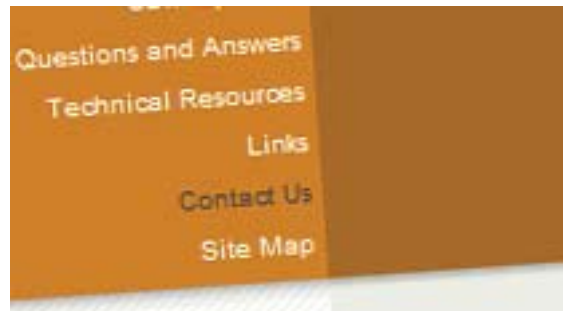 Questions and Answers
Technical Resources
Links
Contact Us
Site Map